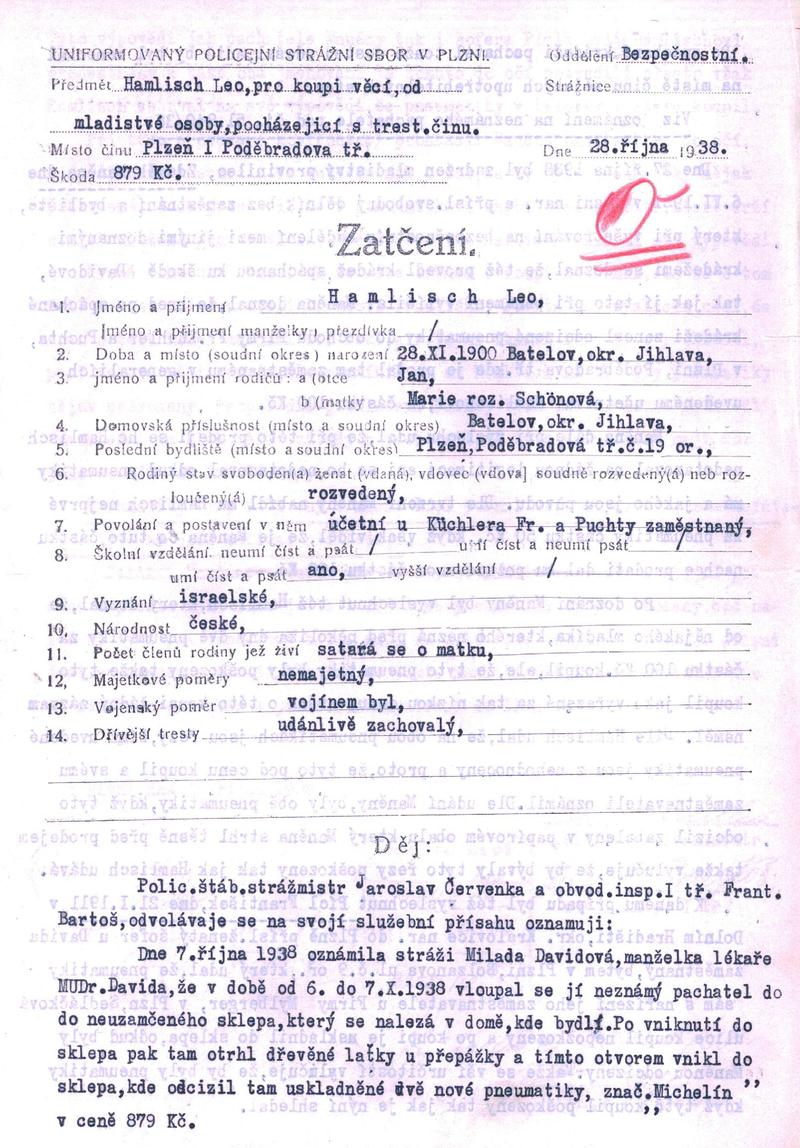 UNIFORMOVANÝ POLICEJNÍ STRÁŽNÍ SBOR V PLZNI. Oddělení Bezpečnostní.
Předmět Hamlisch Leo,pro koupi věcí,od Strážnice
mladistvé osoby,pocházející s trest.činu.
Místo činu Plzeň I Poděbradova tř. Dne 28.října 1938.
Škoda 879 Kč.
Zatčení.
1. Jméno a příjmení Hamlisch Leo,
Jméno a příjmení manželky i přezdívka /
2. Doba a místo (soudní okres) narození 28.XI.1900 Batelov,okr. Jihlava,
3. jméno a příjmení rodičů: a (otce Jan,
b (matky Marie roz. Schönová,
4. Domovská příslušnost (místo a soudní okres) Batelov,okr. Jihlava,
5. Poslední bydliště (místo a soudní okres) Plzeň,Poděbradová tř.č.19 or.,
6. Rodiný stav svoboden(a) ženat (vdaná), vdovec (vdova) soudně rozvedený(á) neb roz-
loučený(á) rozvedený,
7. Povolání a postavení v něm účetní u Küchlera Fr. a Puchty zaměstnaný,
8. Školní vzdělání. neumí číst a psát / umí číst a neumí psát /
umí číst a psát ano, vyšší vzdělání /
9. Vyznání israelské,
10, Národnost české,
11. Počet členů rodiny jež živí satará se o matku,
12, Majetkové poměry nemajetný,
13. Vojenský poměr vojínem byl,
14. Dřívější tresty udánlivě zachovalý,
Děj:
Polic.štáb.strážmistr Jaroslav Červenka a obvod.insp.I tř. Frant.
Bartoš,odvolávaje se na svojí služební přísahu oznamuji:
Dne 7.října 1938 oznámila stráži Milada Davidová,manželka lékaře
MUDr.Davida,že v době od 6. do 7.X.1938 vloupal se jí neznámý pachatel do
do neuzamčeného sklepa,který se nalezá v domě,kde bydlí.Po vniknutí do
sklepa pak tam otrhl dřevěné laťky u přepážky a tímto otvorem vnikl do
sklepa,kde odcizil tam uskladněné dvě nové pneumatiky, znač.Michelín "
v ceně 879 Kč. "